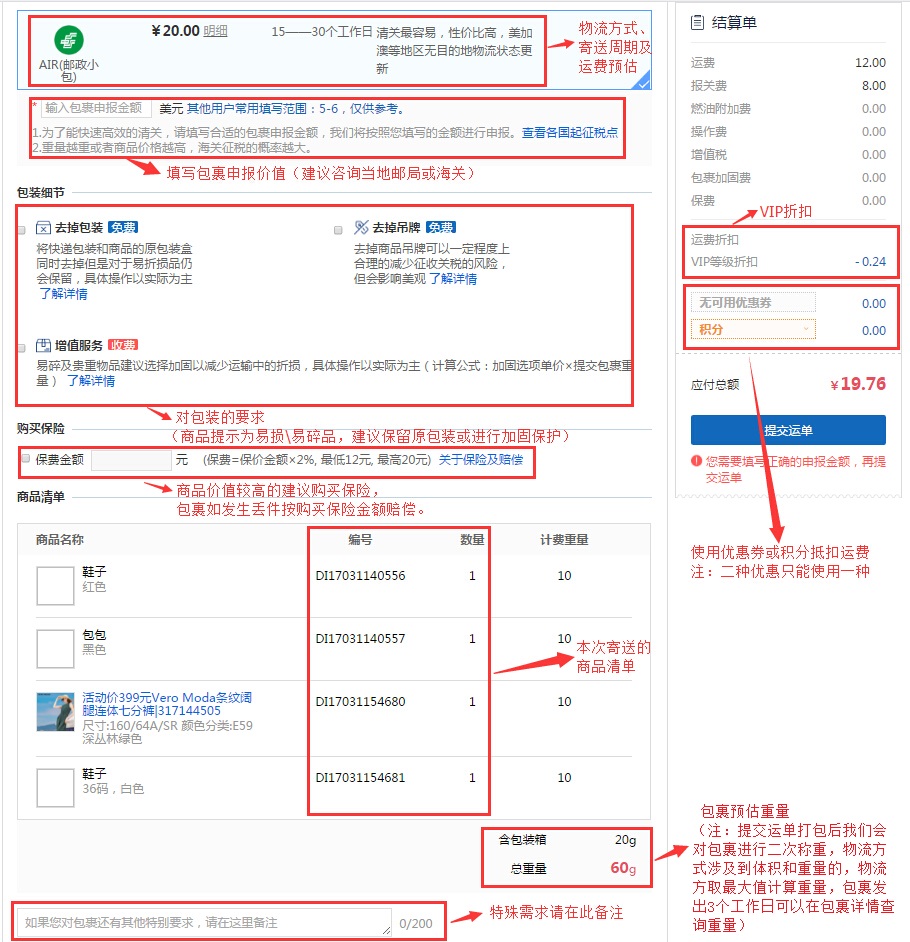 ¥20.00 明细
AIR(邮政小
包)
15——30个工作日
清关最容易，性价比高，美加
澳等地区无目的地物流状态更
新
物流方式、
寄送周期及
运费预估
* 输入包裹申报金额 美元 其他用户常用填写范围：5-6，仅供参考。
1.为了能快速高效的清关，请填写合适的包裹申报金额，我们将按照您填写的金额进行申报。查看各国起征税点
2.重量越重或者商品价格越高，海关征税的概率越大。
填写包裹申报价值（建议咨询当地邮局或海关）
包装细节
去掉包装 免费
将快递包装和商品的原包装盒
同时去掉但是对于易折损品仍
会保留，具体操作以实际为主
了解详情
去掉吊牌 免费
去掉商品吊牌可以一定程度上
合理的减少征收关税的风险，
但会影响美观 了解详情
增值服务 收费
易碎及贵重物品建议选择加固以减少运输中的折损，具体操作以实际为主（计算公式：加固选项单价×提交包裹重
量） 了解详情
对包装的要求
（商品提示为易损\易碎品，建议保留原包装或进行加固保护）
购买保险
保费金额 元 (保费=保价金额×2%, 最低12元, 最高20元) 关于保险及赔偿
商品价值较高的建议购买保险，
包裹如发生丢件按购买保险金额赔偿。
商品清单
商品名称 编号 数量 计费重量
鞋子
红色
DI17031140556 1 10
包包
黑色
DI17031140557 1 10
活动价399元Vero Moda条纹阔
腿连体七分裤|317144505
尺寸:160/64A/SR 颜色分类:E59
深丛林绿色
DI17031154680 1 10
鞋子
36码，白色
DI17031154681 1 10
本次寄送的
商品清单
含包装箱 20g
总重量 60g
如果您对包裹还有其他特别要求，请在这里备注
0/200
特殊需求请在此备注
结算单
运费 12.00
报关费 8.00
燃油附加费 0.00
操作费 0.00
增值税 0.00
包裹加固费 0.00
保费 0.00
VIP折扣
运费折扣
VIP等级折扣 - 0.24
无可用优惠券 0.00
积分 0.00
应付总额 ¥19.76
提交运单
您需要填写正确的申报金额，再提
交运单
使用优惠券或积分抵扣运费
注：二种优惠只能使用一种
包裹预估重量
（注：提交运单打包后我们会
对包裹进行二次称重，物流方
式涉及到体积和重量的，物流
方取最大值计算重量，包裹发
出3个工作日可以在包裹详情查
询重量）